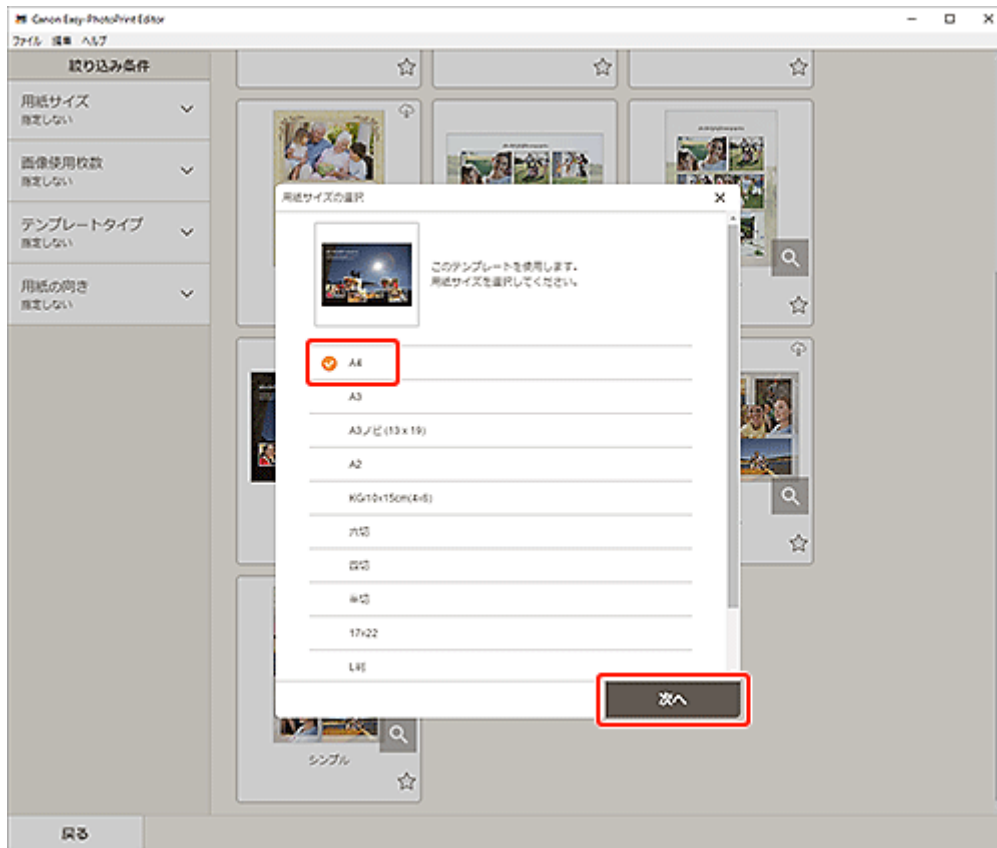 Canon Easy-PhotoPrint Editor
ファイル 編集 ヘルプ
絞り込み条件
用紙サイズ
指定しない
画像使用枚数
指定しない
テンプレートタイプ
指定しない
用紙の向き
指定しない
用紙サイズの選択
このテンプレートを使用します。
用紙サイズを選択してください。
A4
A3
A3ノビ(13 x 19)
A2
KG/10x15cm(4x6)
六切
四切
半切
17x22
L判
次へ
シンプル
戻る